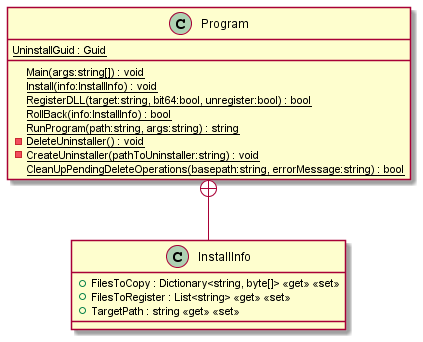 C Program
UninstallGuid : Guid
Main(args:string[]) : void
Install(info:InstallInfo) : void
RegisterDLL(target:string, bit64:bool, unregister:bool) : bool
RollBack(info:InstallInfo) : bool
RunProgram(path:string, args:string) : string
DeleteUninstaller() : void
CreateUninstaller(pathToUninstaller:string) : void
CleanUpPendingDeleteOperations(basepath:string, errorMessage:string) : bool
C InstallInfo
FilesToCopy : Dictionary<string, byte[]> «get» «set»
FilesToRegister : List<string> «get» «set»
TargetPath : string «get» «set»